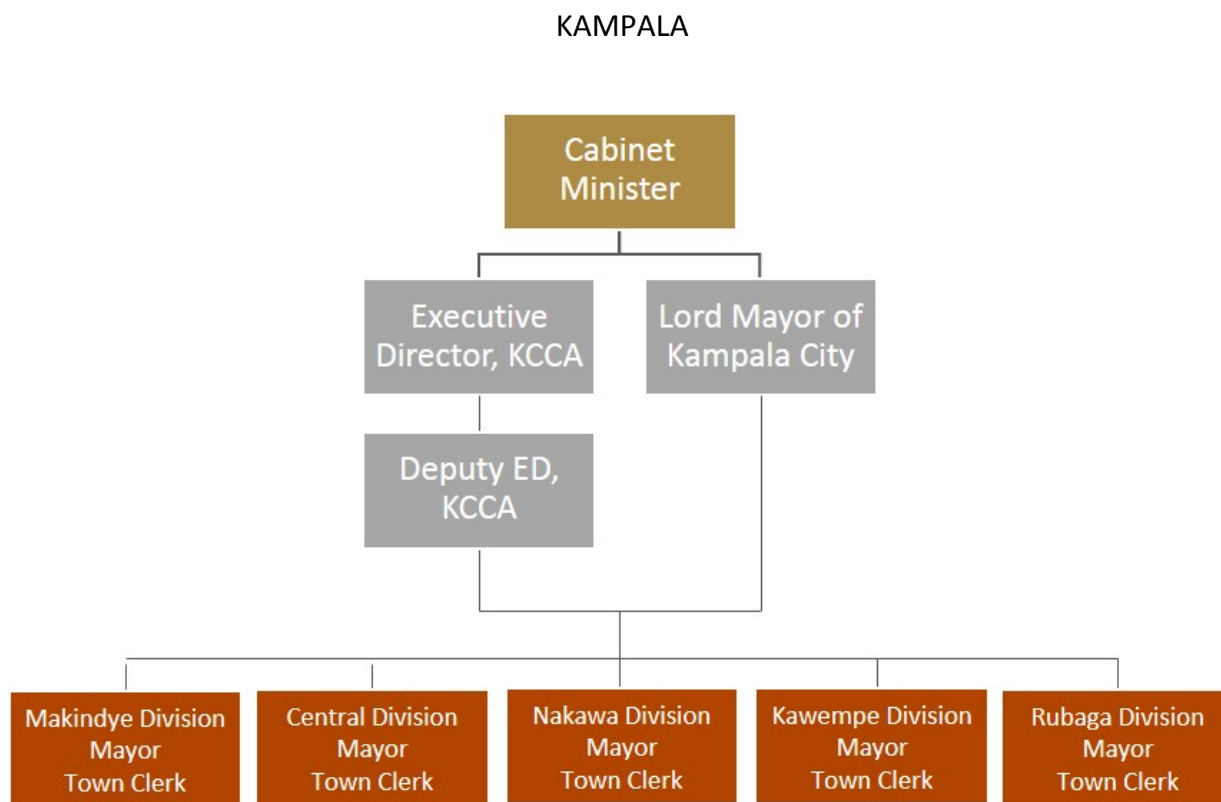 KAMPALA
Cabinet
Minister
Executive
Director, KCCA
Lord Mayor of
Kampala City
Deputy ED,
KCCA
Makindye Division
Mayor
Town Clerk
Central Division
Mayor
Town Clerk
Nakawa Division
Mayor
Town Clerk
Kawempe Division
Mayor
Town Clerk
Rubaga Division
Mayor
Town Clerk